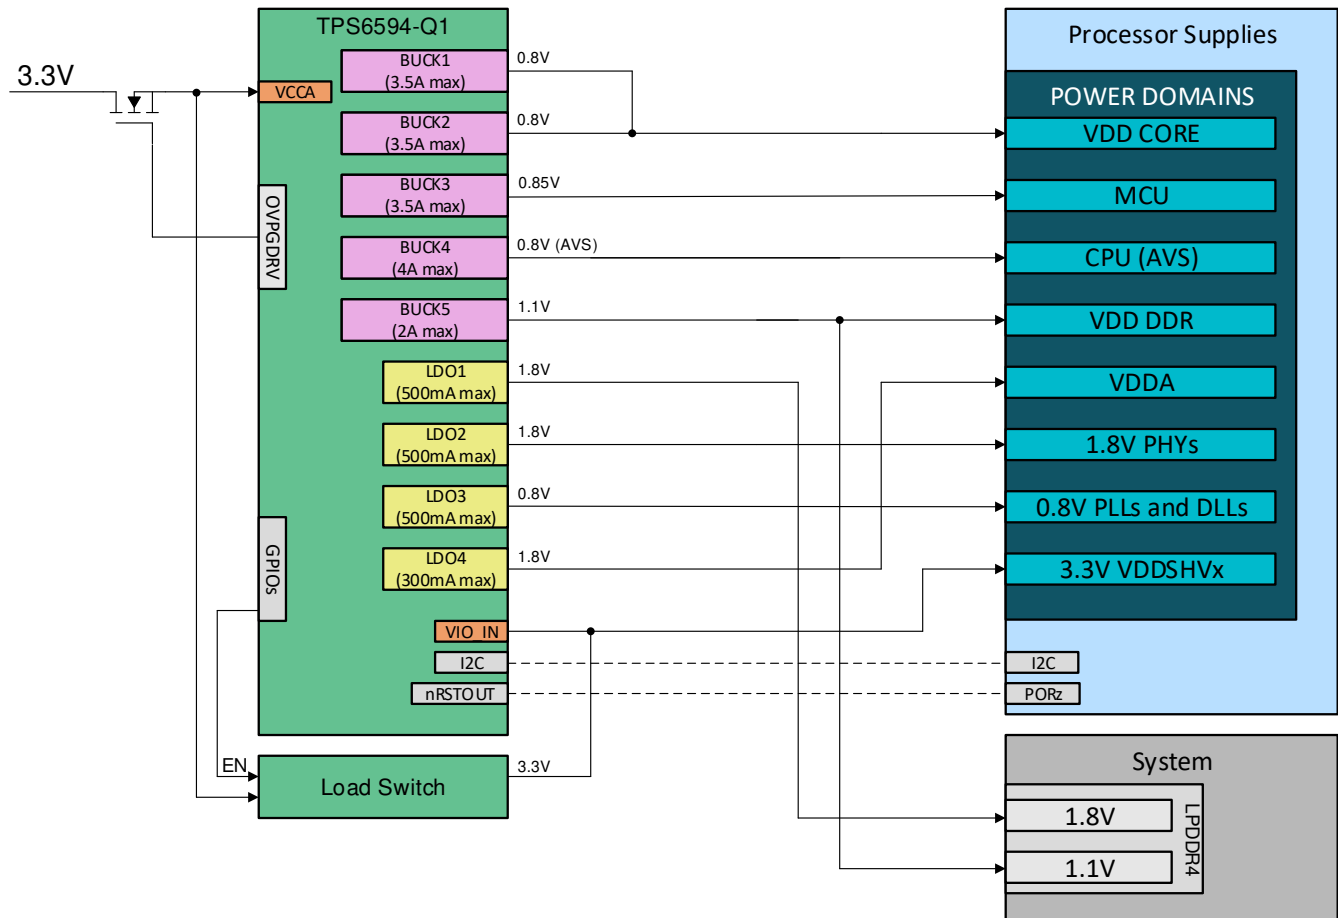 TPS6594-Q1
3.3V
VCCA
OVPGDRV
GPIOs
BUCK1
(3.5A max)
0.8V
BUCK2
(3.5A max)
0.8V
BUCK3
(3.5A max)
0.85V
BUCK4
(4A max)
0.8V (AVS)
BUCK5
(2A max)
1.1V
LDO1
(500mA max)
1.8V
LDO2
(500mA max)
1.8V
LDO3
(500mA max)
0.8V
LDO4
(300mA max)
1.8V
VIO_IN
I2C
nRSTOUT
EN
Load Switch
3.3V
Processor Supplies
POWER DOMAINS
VDD CORE
MCU
CPU (AVS)
VDD DDR
VDDA
1.8V PHYs
0.8V PLLs and DLLs
3.3V VDDSHVx
I2C
PORz
System
1.8V
1.1V
LPDDR4